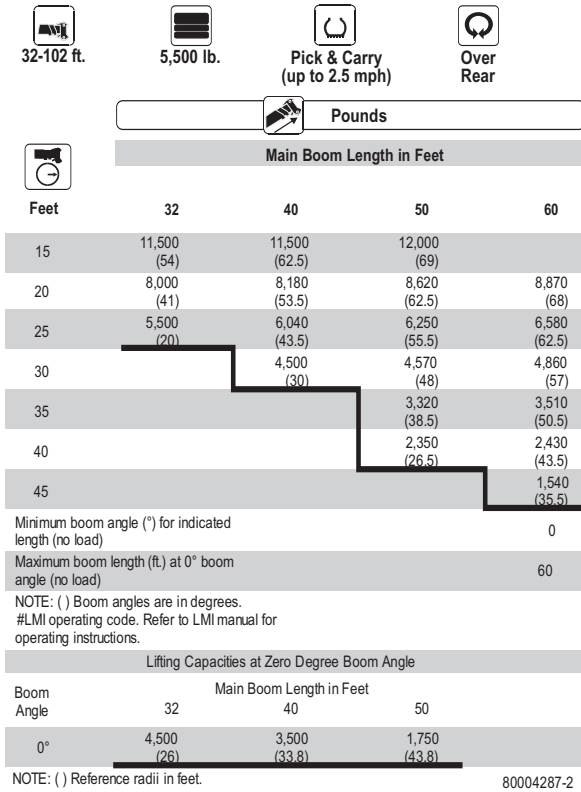 32-102 ft. 5,500 lb. Pick & Carry Over
(up to 2.5 mph) Rear
Pounds
Main Boom Length in Feet
Feet 32 40 50 60
15 11,500 11,500 12,000
(54) (62.5) (69)
20 8,000 8,180 8,620 8,870
(41) (53.5) (62.5) (68)
25 5,500 6,040 6,250 6,580
(20) (43.5) (55.5) (62.5)
30 4,500 4,570 4,860
(30) (48) (57)
35 3,320 3,510
(38.5) (50.5)
40 2,350 2,430
(26.5) (43.5)
45 1,540
(35.5)
Minimum boom angle (°) for indicated
length (no load) 0
Maximum boom length (ft.) at 0° boom
angle (no load) 60
NOTE: ( ) Boom angles are in degrees.
#LMI operating code. Refer to LMI manual for
operating instructions.
Lifting Capacities at Zero Degree Boom Angle
Boom Main Boom Length in Feet
Angle 32 40 50
0° 4,500 3,500 1,750
(26) (33.8) (43.8)
NOTE: ( ) Reference radii in feet. 80004287-2